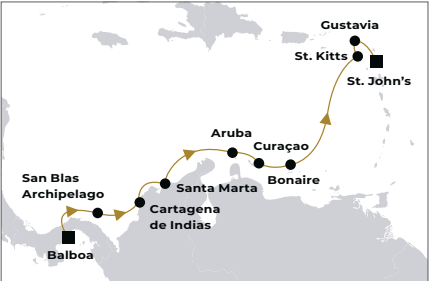 Gustavia
St. Kitts
St. John's
Aruba
Curaçao
Bonaire
San Blas
Archipelago
Santa Marta
Cartagena
de Indias
Balboa